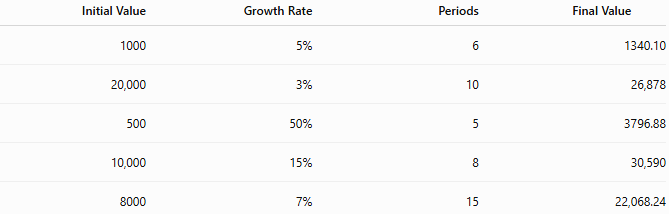 Initial Value Growth Rate Periods Final Value
1000 5% 6 1340.10
20,000 3% 10 26,878
500 50% 5 3796.88
10,000 15% 8 30,590
8000 7% 15 22,068.24